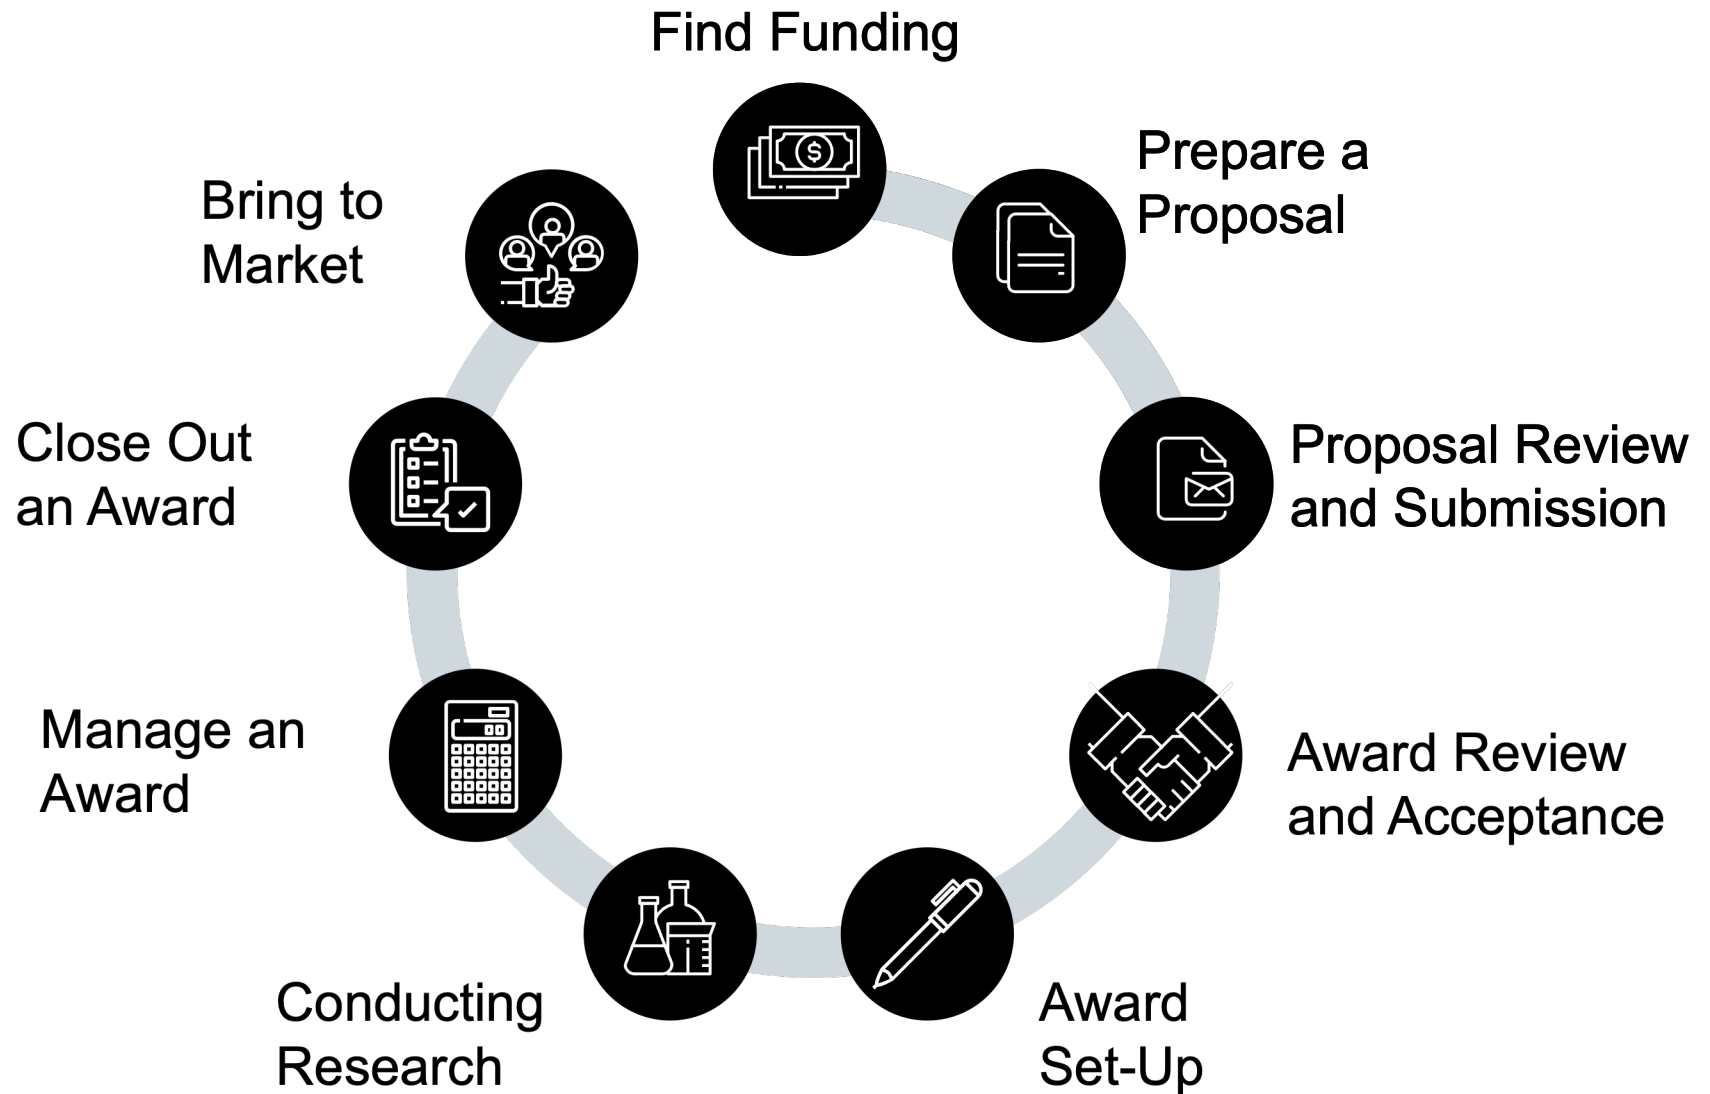 Find Funding
Prepare a
Proposal
Proposal Review
and Submission
Award Review
and Acceptance
Award
Set-Up
Conducting
Research
Manage an
Award
Close Out
an Award
Bring to
Market
$